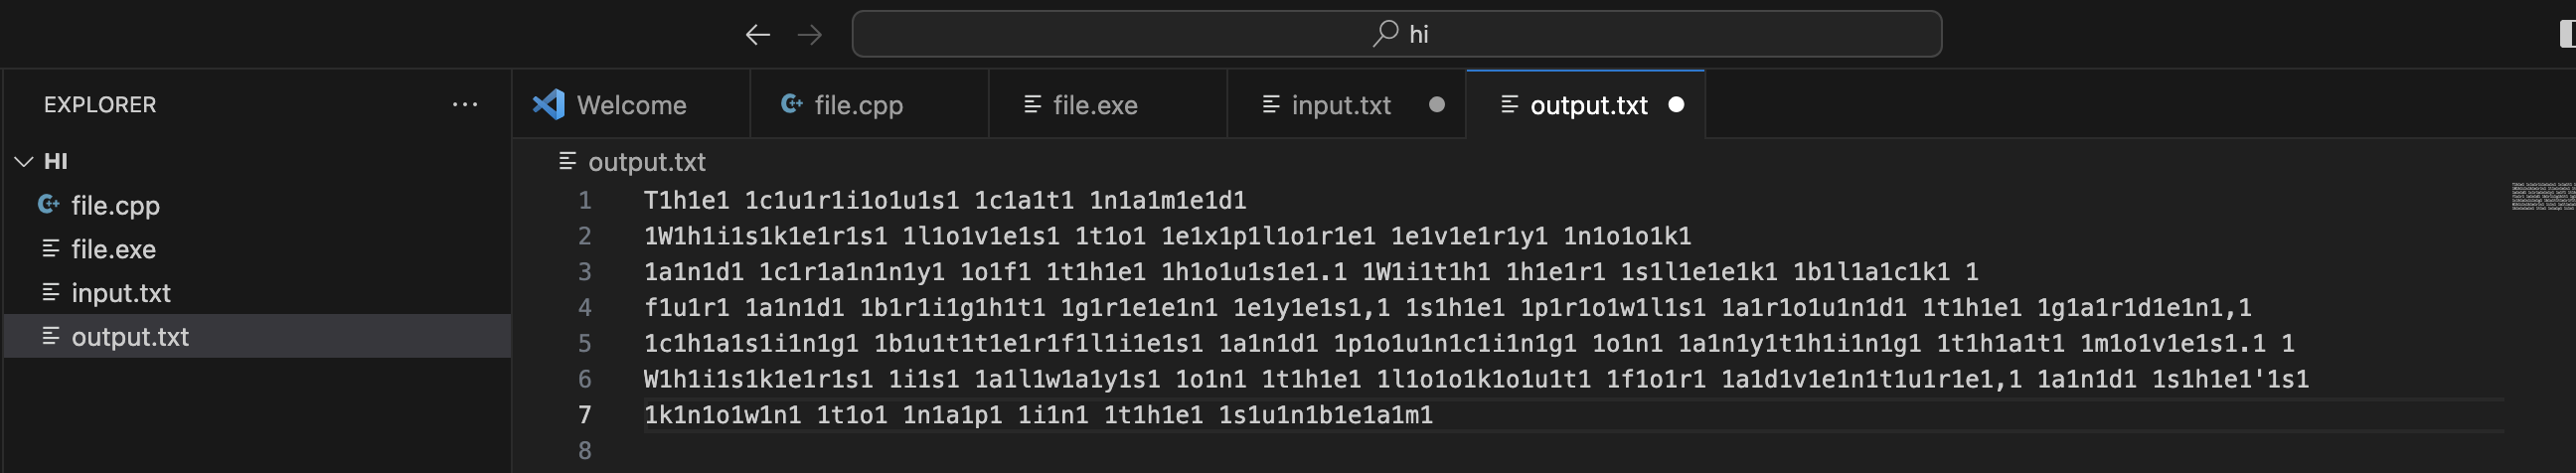 hi
EXPLORER ...
Welcome file.cpp file.exe input.txt output.txt
HI
file.cpp
file.exe
input.txt
output.txt
output.txt
1 T1h1e1 1c1u1r1i1o1u1s1 1c1a1t1 1n1a1m1e1d1
2 1W1h1i1s1k1e1r1s1 1l1o1v1e1s1 1t1o1 1e1x1p1l1o1r1e1 1e1v1e1r1y1 1n1o1o1k1
3 1a1n1d1 1c1r1a1n1n1y1 1o1f1 1t1h1e1 1h1o1u1s1e1.1 1W1i1t1h1 1h1e1r1 1s1l1e1e1k1 1b1l1a1c1k1 1
4 f1u1r1 1a1n1d1 1b1r1i1g1h1t1 1g1r1e1e1n1 1e1y1e1s1,1 1s1h1e1 1p1r1o1w1l1s1 1a1r1o1u1n1d1 1t1h1e1 1g1a1r1d1e1n1,1
5 1c1h1a1s1i1n1g1 1b1u1t1t1e1r1f1l1i1e1s1 1a1n1d1 1p1o1u1n1c1i1n1g1 1o1n1 1a1n1y1t1h1i1n1g1 1t1h1a1t1 1m1o1v1e1s1.1 1
6 W1h1i1s1k1e1r1s1 1i1s1 1a1l1w1a1y1s1 1o1n1 1t1h1e1 1l1o1o1k1o1u1t1 1f1o1r1 1a1d1v1e1n1t1u1r1e1,1 1a1n1d1 1s1h1e1'1s1
7 1k1n1o1w1n1 1t1o1 1n1a1p1 1i1n1 1t1h1e1 1s1u1n1b1e1a1m1
8